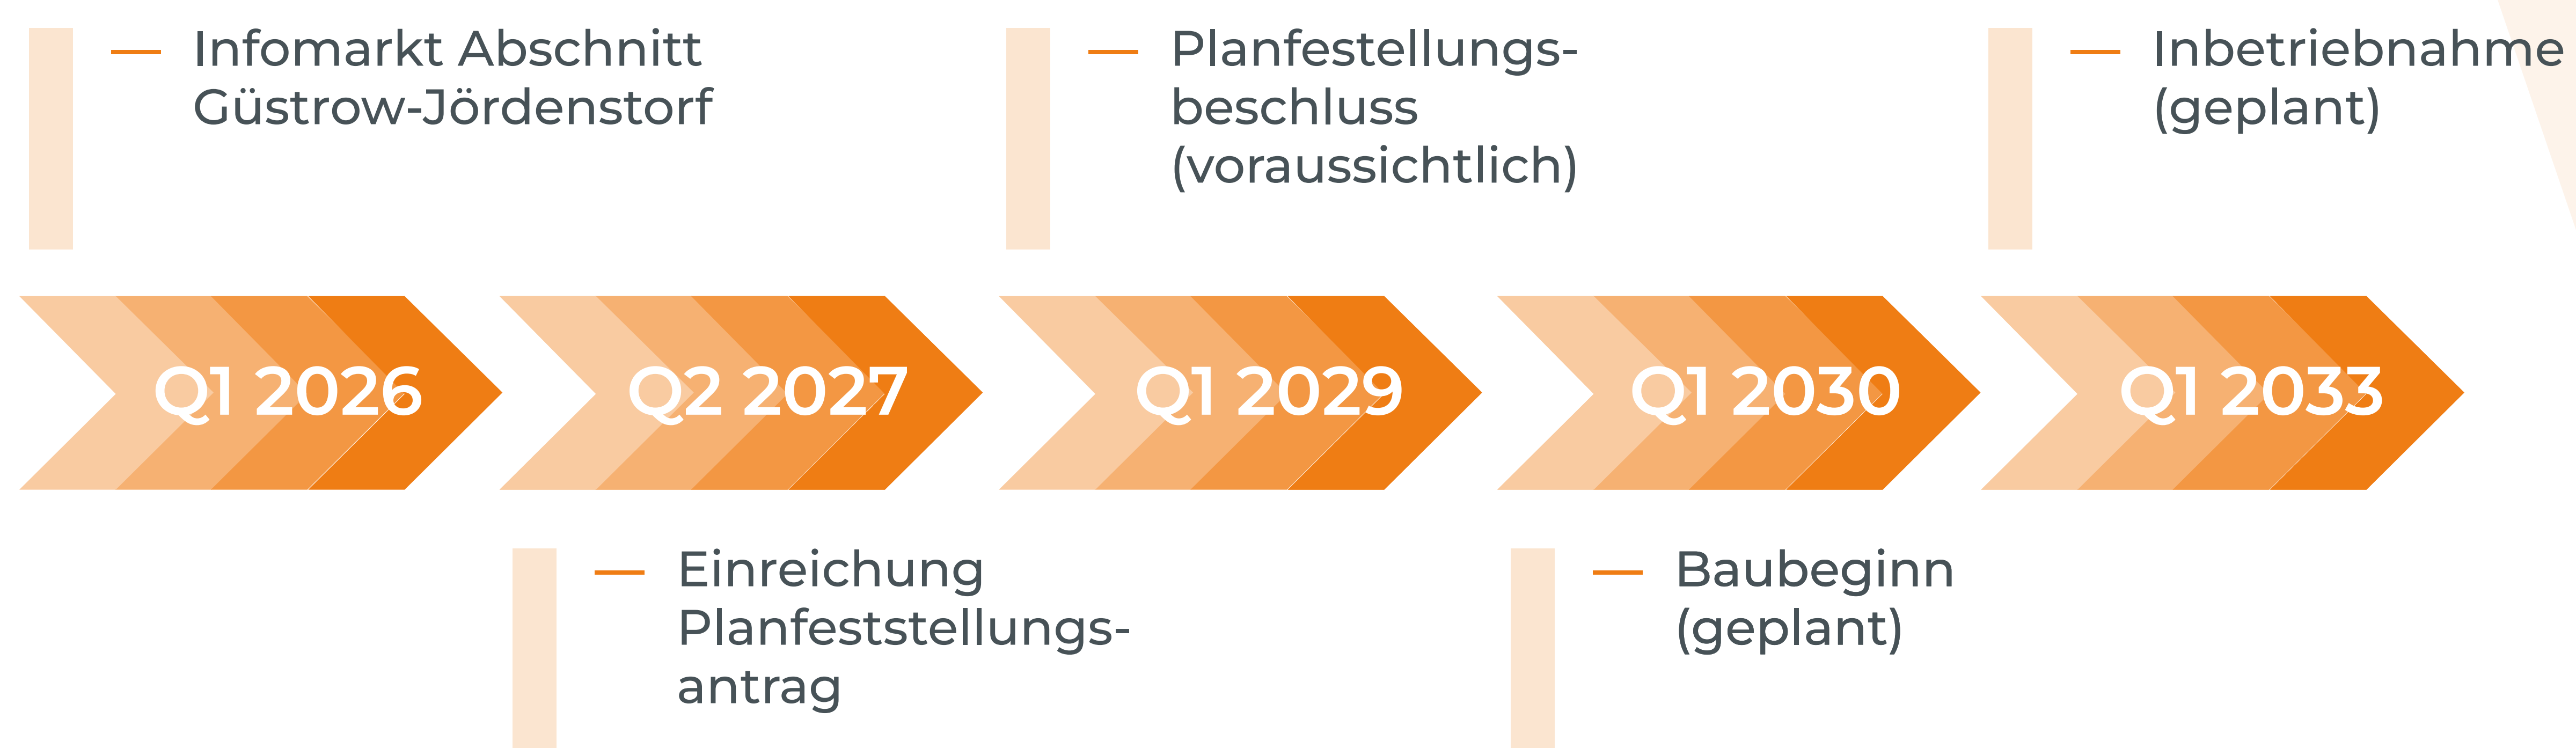 Infomarkt Abschnitt
Güstrow-Jördenstorf
Planfestellungs-
beschluss
(voraussichtlich)
Inbetriebnahme
(geplant)
Q1 2026
Q2 2027
Q1 2029
Q1 2030
Q1 2033
Einreichung
Planfeststellungs-
antrag
Baubeginn
(geplant)